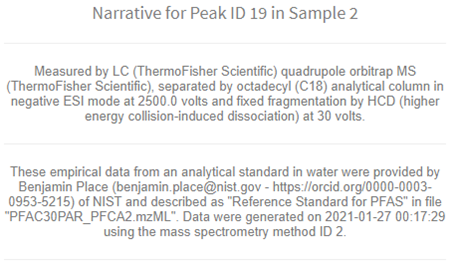 Narrative for Peak ID 19 in Sample 2
Measured by LC (ThermoFisher Scientific) quadrupole orbitrap MS
(ThermoFisher Scientific), separated by octadecyl (C18) analytical column in
negative ESI mode at 2500.0 volts and fixed fragmentation by HCD (higher
energy collision-induced dissociation) at 30 volts.
These empirical data from an analytical standard in water were provided by
Benjamin Place (benjamin.place@nist.gov - https://orcid.org/0000-0003-
0953-5215) of NIST and described as "Reference Standard for PFAS" in file
"PFAC30PAR_PFCA2.mzML". Data were generated on 2021-01-27 00:17:29
using the mass spectrometry method ID 2.